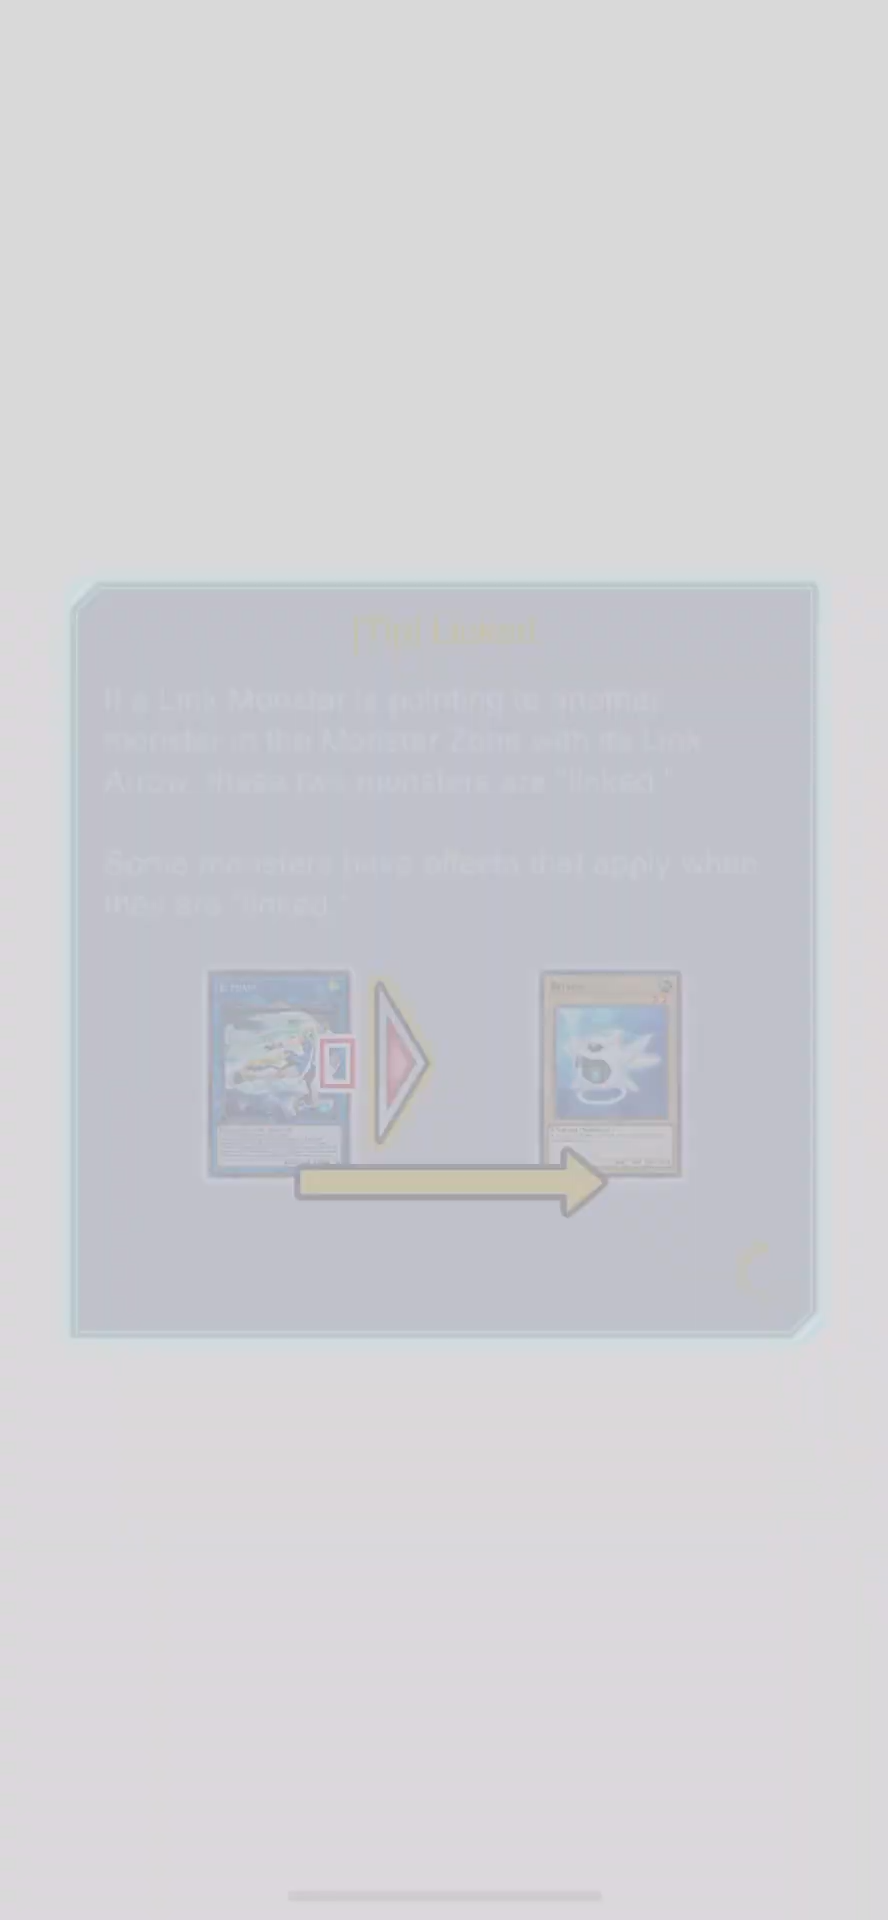 [Tip] Linked
If a Link Monster is pointing to another
monster in the Monster Zone with its Link
Arrow, these two monsters are "linked."
Some monsters have effects that apply when
they are "linked."